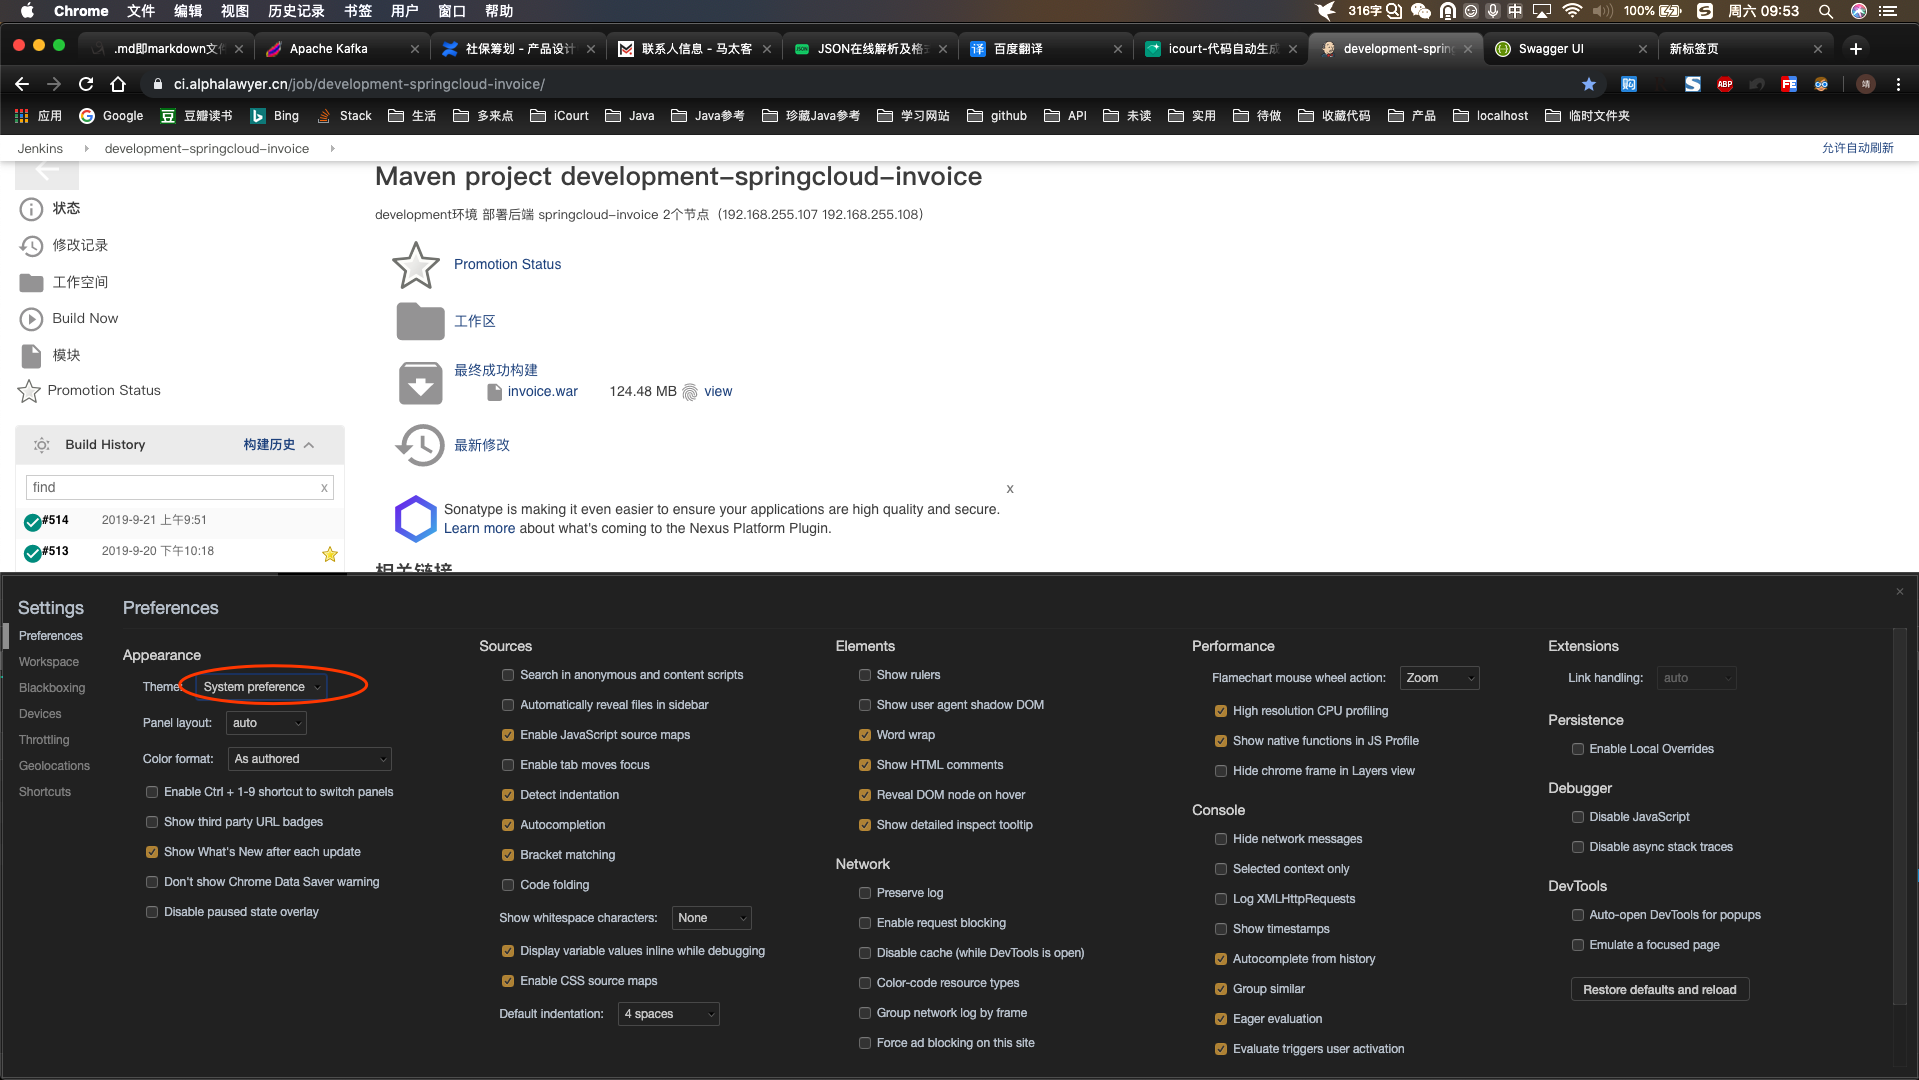 Chrome 文件 编辑 视图 历史记录 书签 用户 窗口 帮助 316字 中 100% 周六 09:53
.md即markdown文件 Apache Kafka 社保筹划 - 产品设计 联系人信息 - 马太客 JSON在线解析及格式 译 百度翻译 icourt-代码自动生成 development-spring Swagger UI 新标签页
ci.alphalawyer.cn/job/development-springcloud-invoice/ ABP FE 靖
应用 Google 豆 豆瓣读书 Bing Stack 生活 多来点 iCourt Java Java参考 珍藏Java参考 学习网站 github API 未读 实用 待做 收藏代码 产品 localhost 临时文件夹
Jenkins development-springcloud-invoice 允许自动刷新
状态
修改记录
工作空间
Build Now
模块
Promotion Status
Build History 构建历史
find x
#514 2019-9-21 上午9:51
#513 2019-9-20 下午10:18
Maven project development-springcloud-invoice
development环境 部署后端 springcloud-invoice 2个节点（192.168.255.107 192.168.255.108）
Promotion Status
工作区
最终成功构建
invoice.war 124.48 MB view
最新修改
x
Sonatype is making it even easier to ensure your applications are high quality and secure.
Learn more about what's coming to the Nexus Platform Plugin.
相关链接
Settings
Preferences
Workspace
Blackboxing
Devices
Throttling
Geolocations
Shortcuts
Preferences
Appearance
Theme: System preference
Panel layout: auto
Color format: As authored
Enable Ctrl + 1-9 shortcut to switch panels
Show third party URL badges
Show What's New after each update
Don't show Chrome Data Saver warning
Disable paused state overlay
Sources
Search in anonymous and content scripts
Automatically reveal files in sidebar
Enable JavaScript source maps
Enable tab moves focus
Detect indentation
Autocompletion
Bracket matching
Code folding
Show whitespace characters: None
Display variable values inline while debugging
Enable CSS source maps
Default indentation: 4 spaces
Elements
Show rulers
Show user agent shadow DOM
Word wrap
Show HTML comments
Reveal DOM node on hover
Show detailed inspect tooltip
Network
Preserve log
Enable request blocking
Disable cache (while DevTools is open)
Color-code resource types
Group network log by frame
Force ad blocking on this site
Performance
Flamechart mouse wheel action: Zoom
High resolution CPU profiling
Show native functions in JS Profile
Hide chrome frame in Layers view
Console
Hide network messages
Selected context only
Log XMLHttpRequests
Show timestamps
Autocomplete from history
Group similar
Eager evaluation
Evaluate triggers user activation
Extensions
Link handling: auto
Persistence
Enable Local Overrides
Debugger
Disable JavaScript
Disable async stack traces
DevTools
Auto-open DevTools for popups
Emulate a focused page
Restore defaults and reload